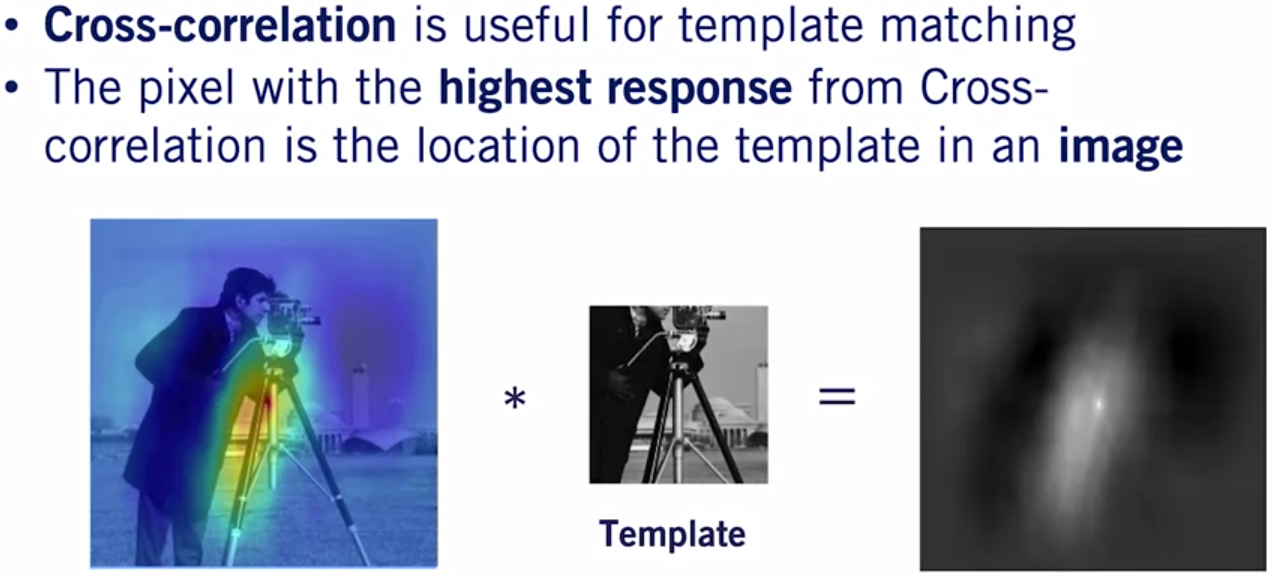 • Cross-correlation is useful for template matching
• The pixel with the highest response from Cross-
correlation is the location of the template in an image
* =
Template